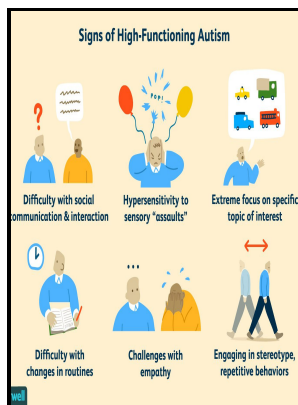 Signs of High-Functioning Autism
?
POP!
Difficulty with social
communication & interaction
Hypersensitivity to
sensory "assaults"
Extreme focus on specific
topic of interest
Difficulty with
changes in routines
Challenges with
empathy
Engaging in stereotype,
repetitive behaviors
well